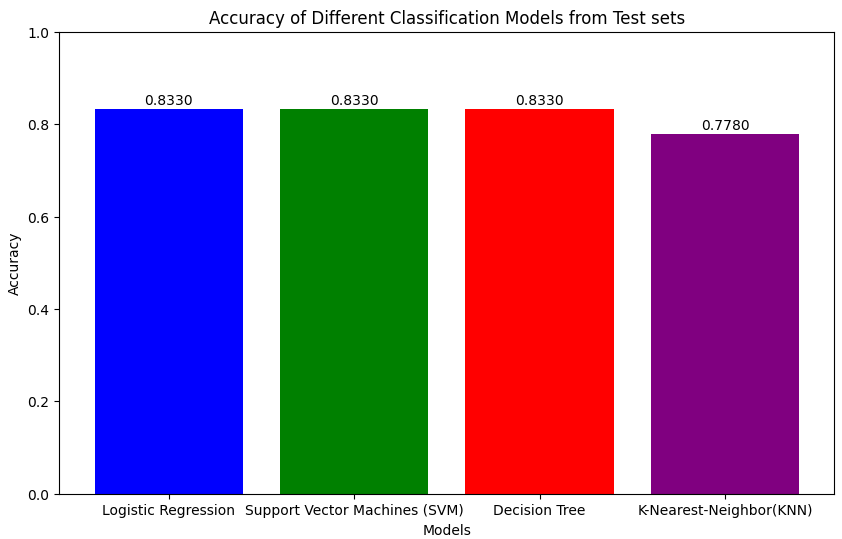 Accuracy of Different Classification Models from Test sets
1.0
0.8
0.6
0.4
0.2
0.0
Accuracy
0.8330
0.8330
0.8330
0.7780
Logistic Regression
Support Vector Machines (SVM)
Decision Tree
K-Nearest-Neighbor(KNN)
Models